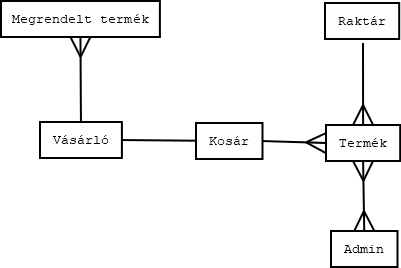 Megrendelt termék
Raktár
Vásárló
Kosár
Termék
Admin